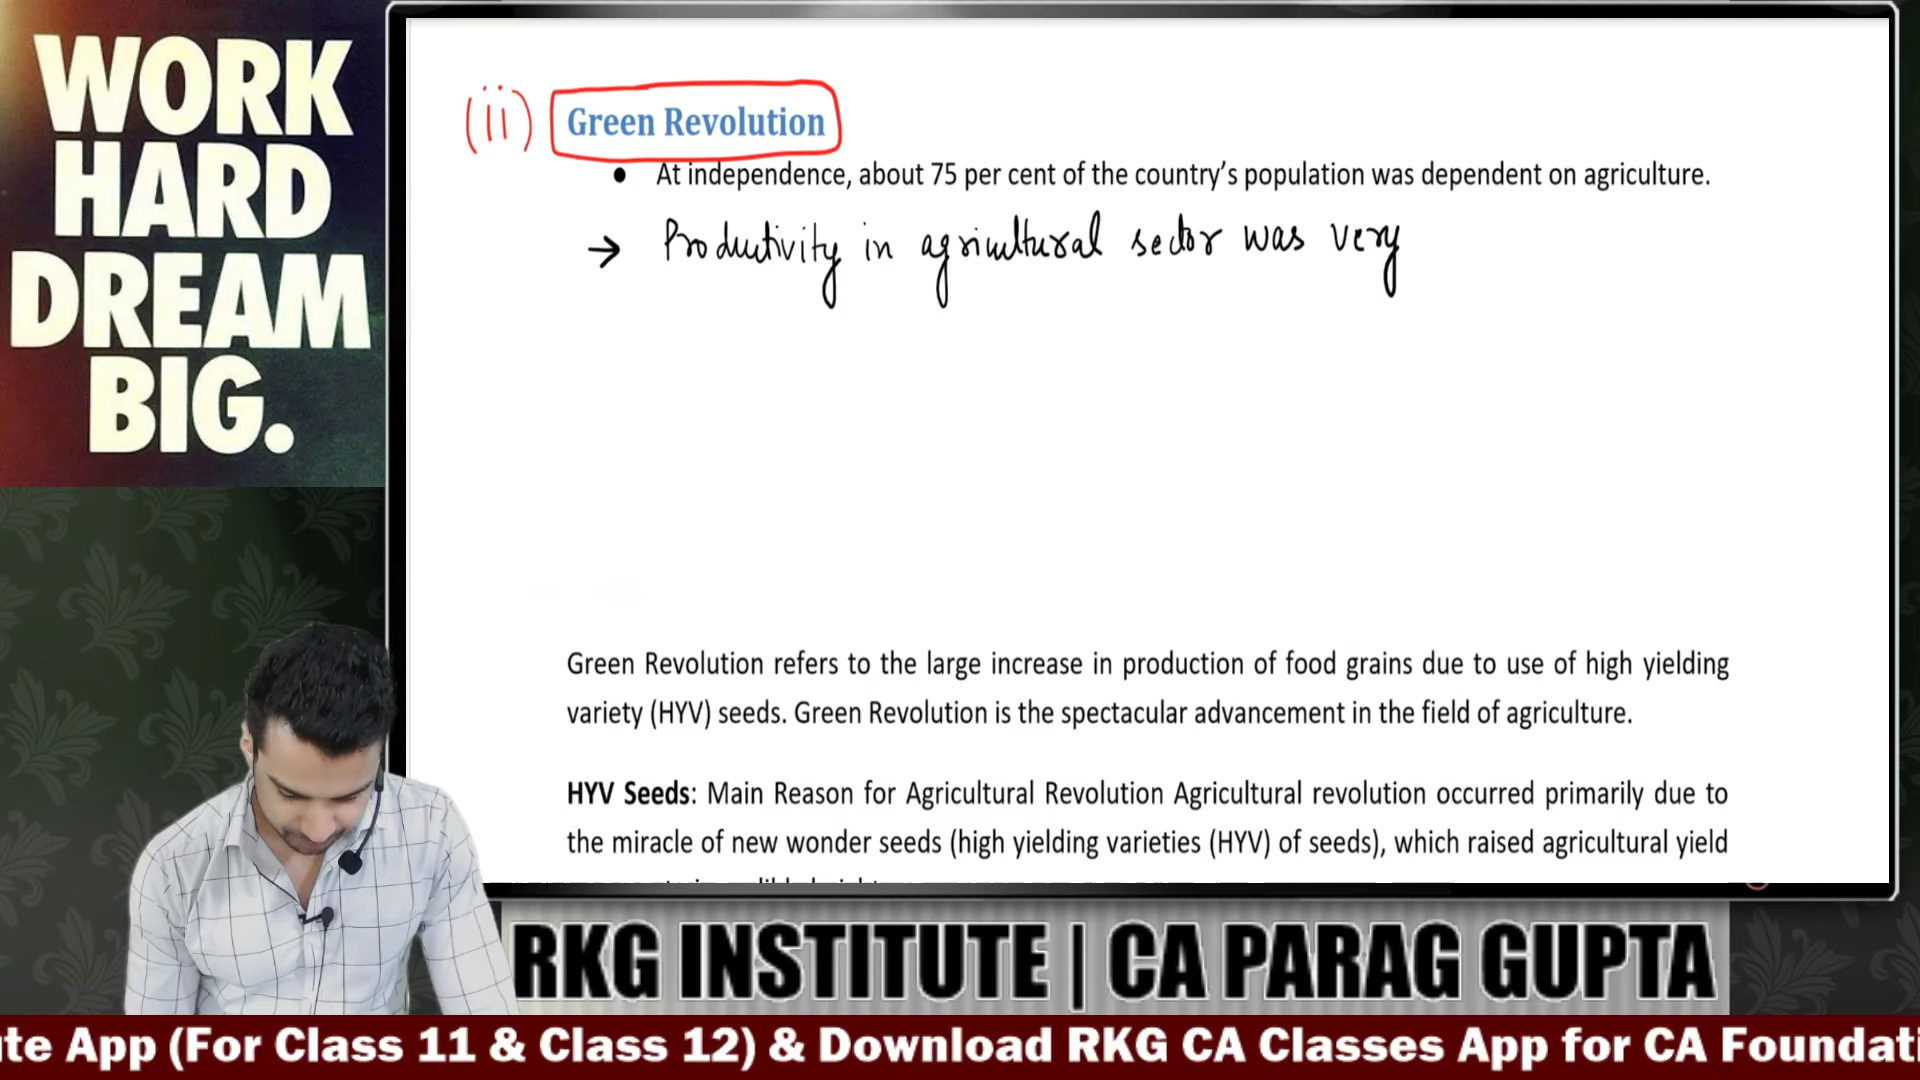 WORK
HARD
DREAM
BIG.
(ii) Green Revolution
• At independence, about 75 per cent of the country's population was dependent on agriculture.
→ Productivity in agricultural sector was very
Green Revolution refers to the large increase in production of food grains due to use of high yielding
variety (HYV) seeds. Green Revolution is the spectacular advancement in the field of agriculture.
HYV Seeds: Main Reason for Agricultural Revolution Agricultural revolution occurred primarily due to
the miracle of new wonder seeds (high yielding varieties (HYV) of seeds), which raised agricultural yield
RKG INSTITUTE | CA PARAG GUPTA
te App (For Class 11 & Class 12) & Download RKG CA Classes App for CA Foundati